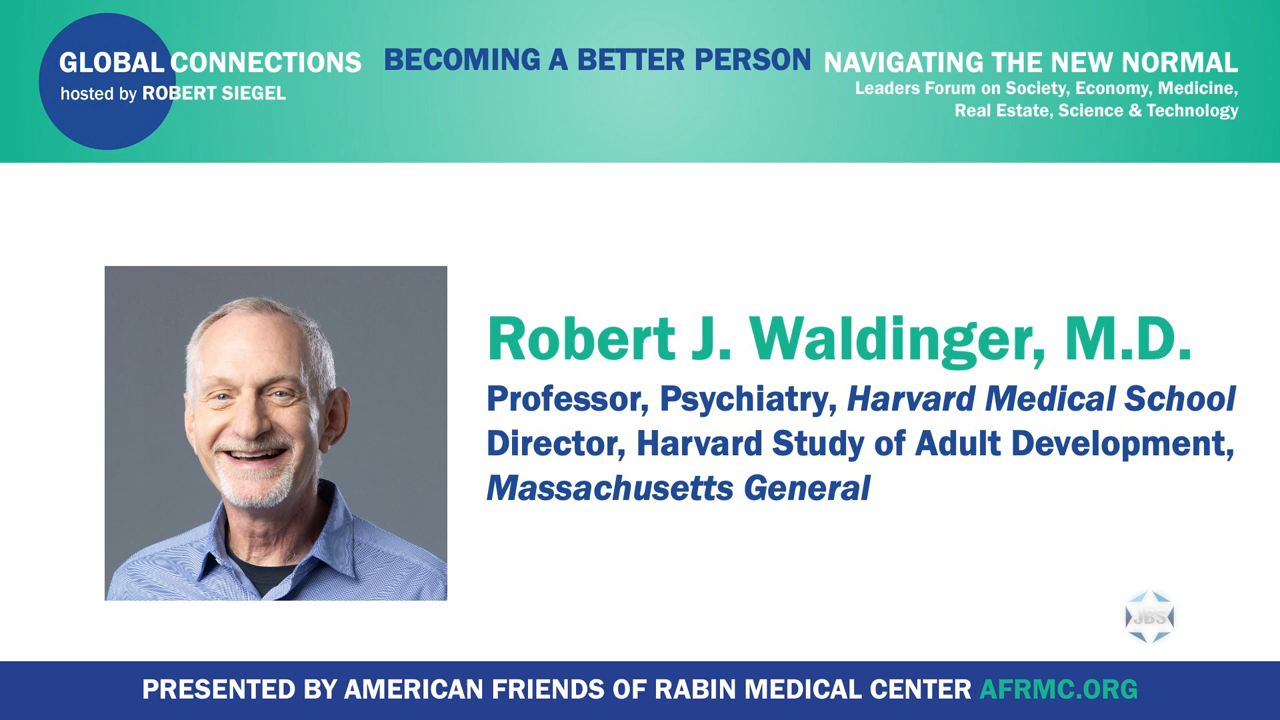 GLOBAL CONNECTIONS
hosted by ROBERT SIEGEL
BECOMING A BETTER PERSON
NAVIGATING THE NEW NORMAL
Leaders Forum on Society, Economy, Medicine,
Real Estate, Science & Technology
Robert J. Waldinger, M.D.
Professor, Psychiatry, Harvard Medical School
Director, Harvard Study of Adult Development,
Massachusetts General
JBS
PRESENTED BY AMERICAN FRIENDS OF RABIN MEDICAL CENTER AFRMC.ORG